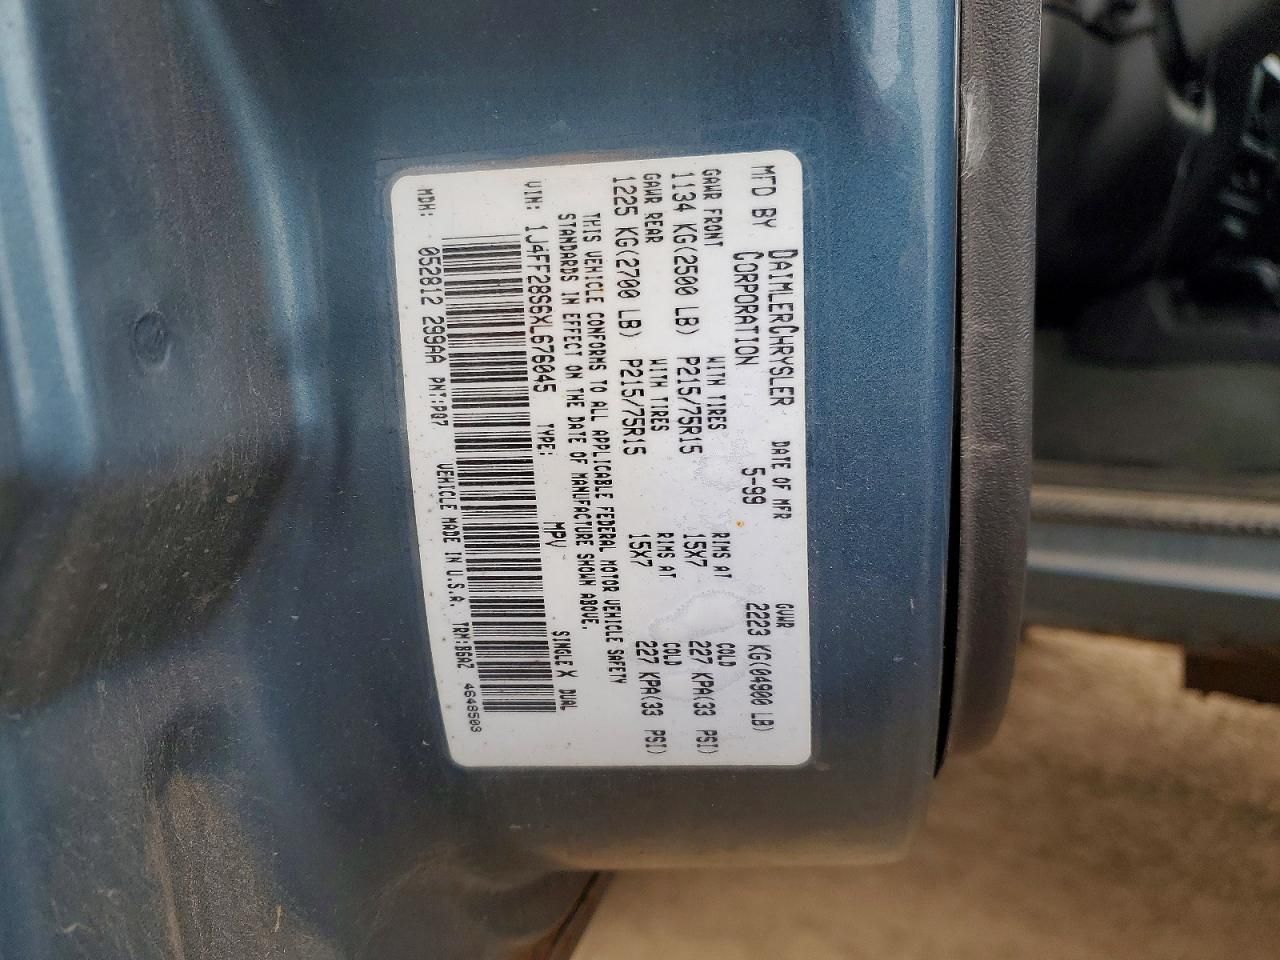 MFD BY DAIMLERCHRYSLER CORPORATION
DATE OF MFR 5-99
GVWR 2223 KG(04900 LB)
GAWR FRONT WITH TIRES RIMS AT COLD
1134 KG(2500 LB) P215/75R15 15X7 227 KPA(33 PSI)
GAWR REAR WITH TIRES RIMS AT COLD
1225 KG(2700 LB) P215/75R15 15X7 227 KPA(33 PSI)
THIS VEHICLE CONFORMS TO ALL APPLICABLE FEDERAL MOTOR VEHICLE SAFETY
STANDARDS IN EFFECT ON THE DATE OF MANUFACTURE SHOWN ABOVE.
VIN: 1J4FF28S6XL676045 TYPE: MPV SINGLE X DUAL
MDH: 052812 299AA PNT:PQ7 VEHICLE MADE IN U.S.A. TRM:B6AZ 4648503